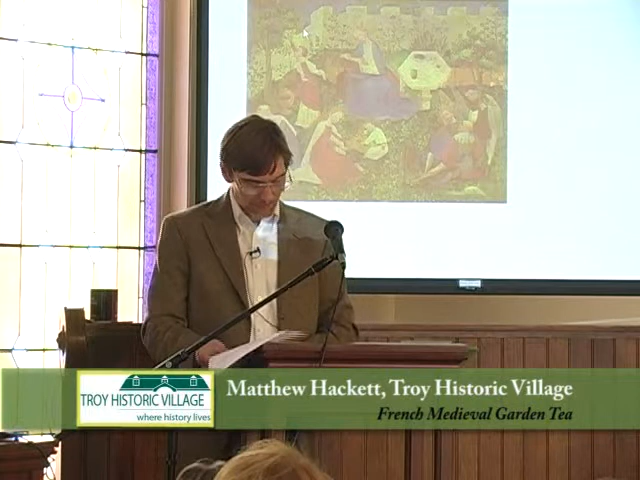 TROY HISTORIC VILLAGE
where history lives
Matthew Hackett, Troy Historic Village
French Medieval Garden Tea